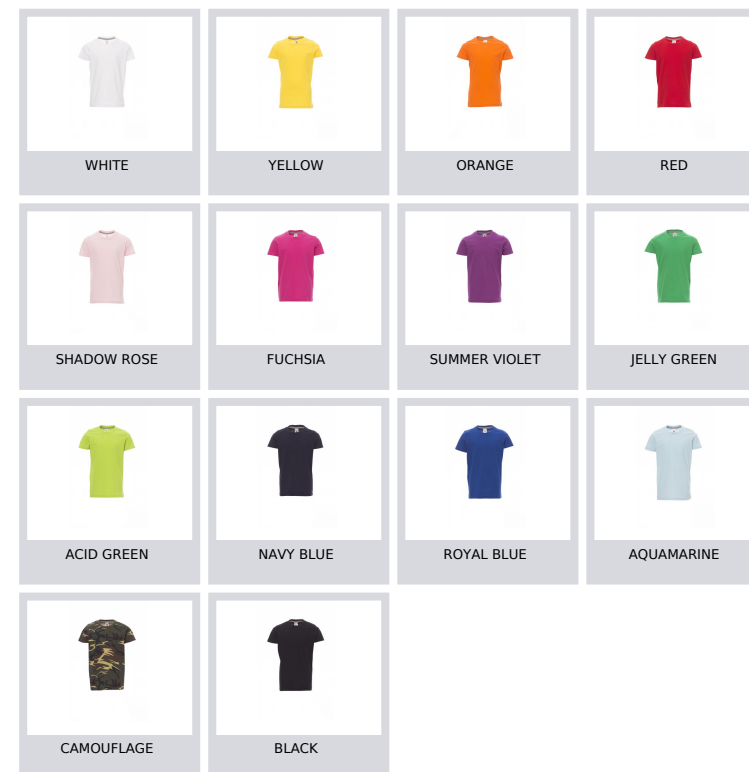 WHITE
YELLOW
ORANGE
RED
SHADOW ROSE
FUCHSIA
SUMMER VIOLET
JELLY GREEN
ACID GREEN
NAVY BLUE
ROYAL BLUE
AQUAMARINE
CAMOUFLAGE
BLACK